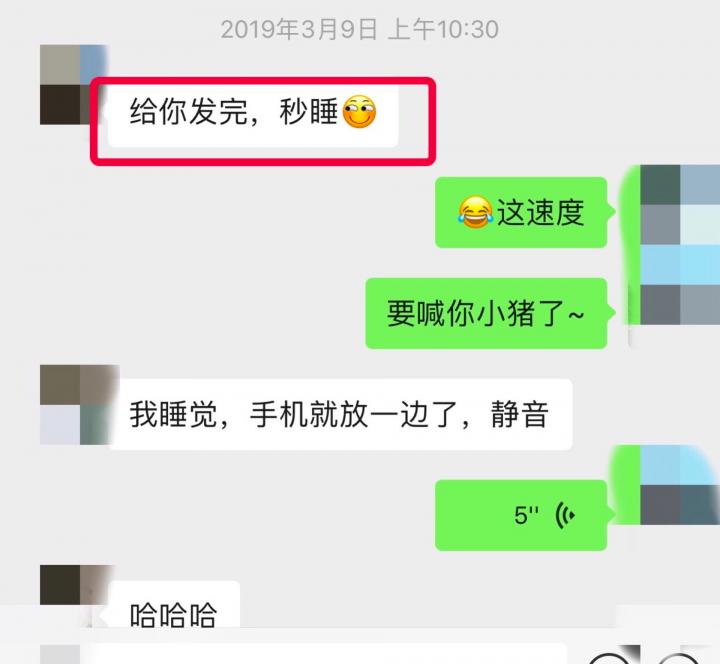 2019年3月9日 上午10:30
给你发完，秒睡
这速度
要喊你小猪了~
我睡觉，手机就放一边了，静音
5"
哈哈哈